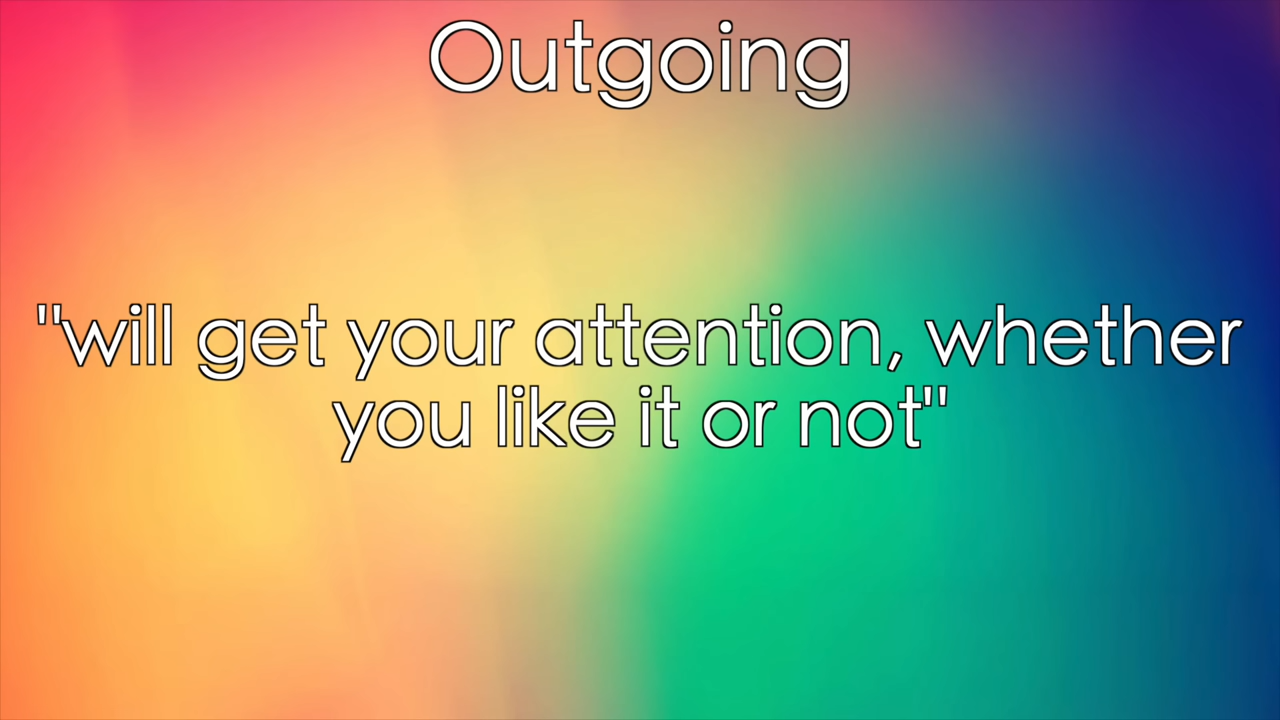 Outgoing
"will get your attention, whether
you like it or not"